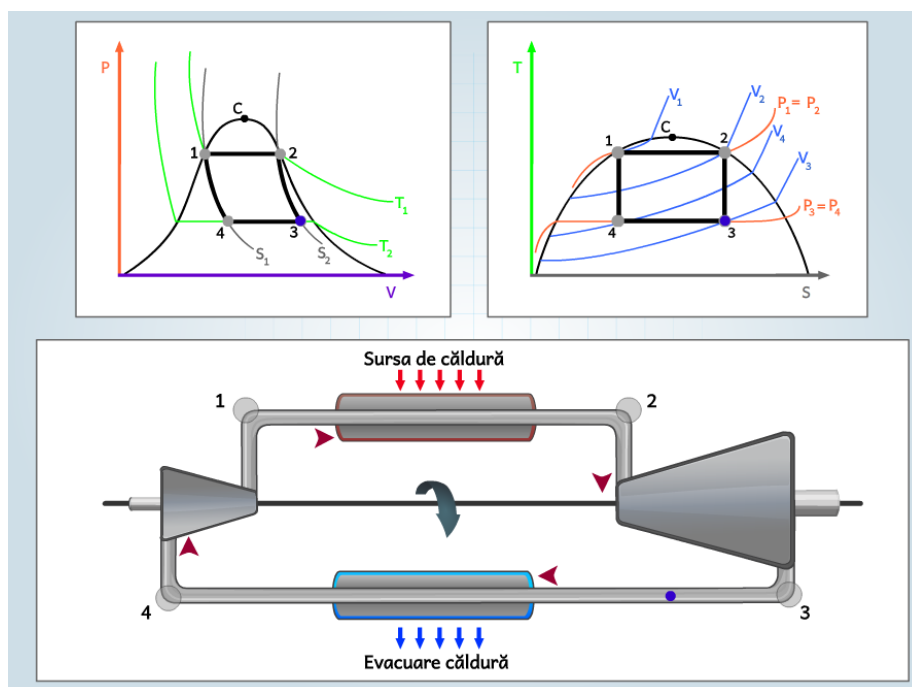 P
C
1
2
4
3
T₁
T₂
S₁
S₂
V
T
V₁
V₂
P₁ = P₂
C
V₄
1
2
V₃
P₃ = P₄
4
3
S
Sursa de căldură
1
2
4
3
Evacuare căldură